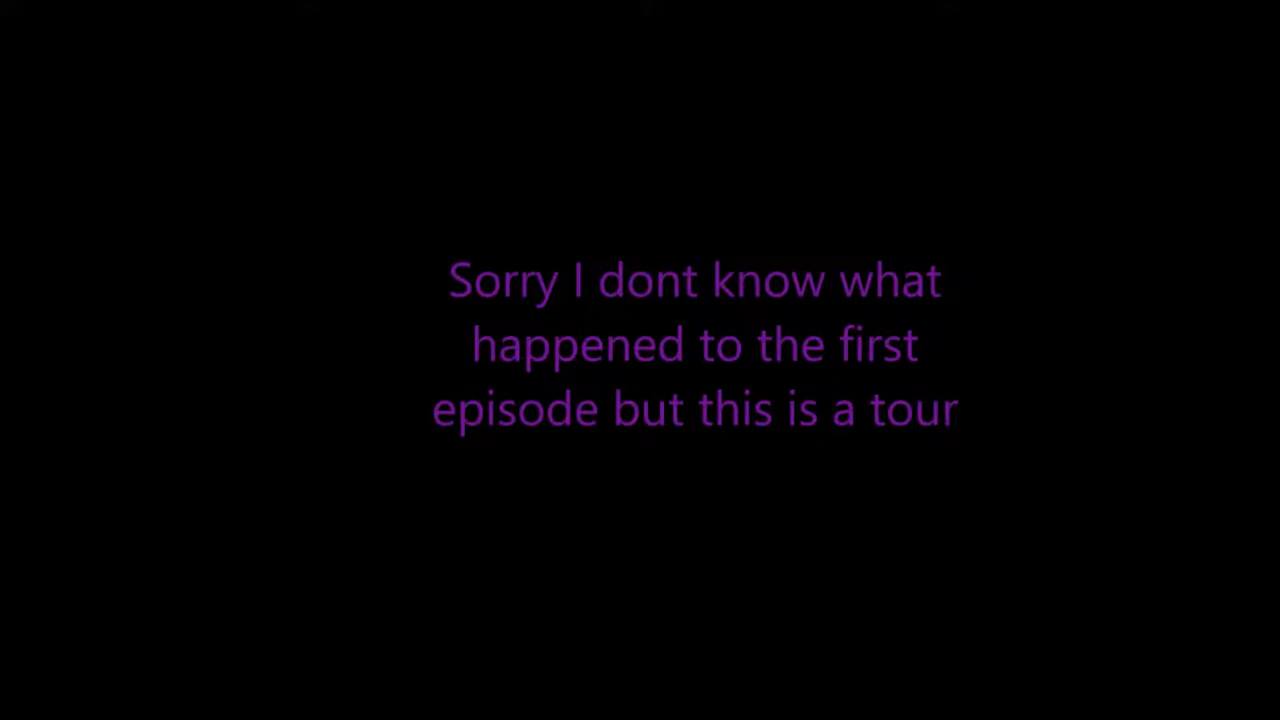 Sorry I dont know what
happened to the first
episode but this is a tour